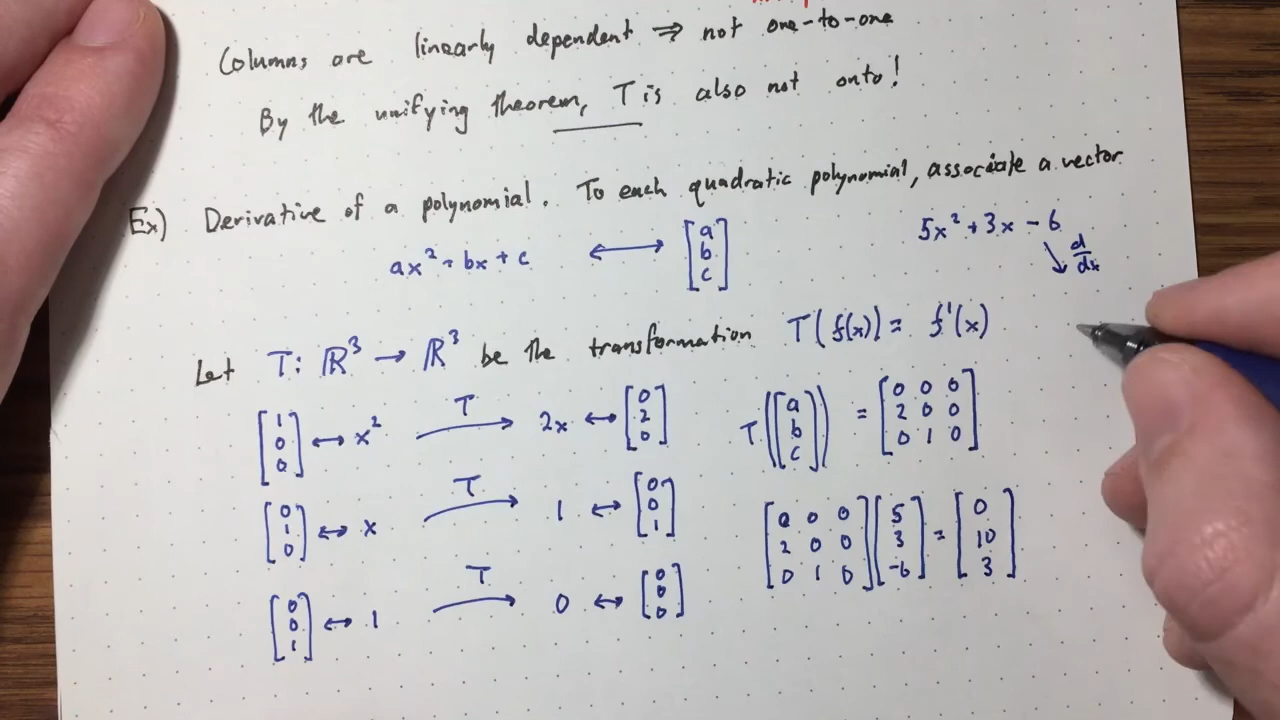 Columns are linearly dependent ⇒ not one-to-one
By the unifying theorem, T is also not onto!
Ex) Derivative of a polynomial. To each quadratic polynomial, associate a vector
ax² + bx + c ⟷ [a b c]
5x² + 3x - 6
↘ d/dx
Let T: ℝ³ → ℝ³ be the transformation T(f(x)) = f'(x)
[1 0 0] ↔ x² T→ 2x ↔ [0 2 0]
T([a b c]) = [0 0 0; 2 0 0; 0 1 0]
[0 1 0] ↔ x T→ 1 ↔ [0 0 1]
[0 0 0; 2 0 0; 0 1 0] [5 3 -6] = [0 10 3]
[0 0 1] ↔ 1 T→ 0 ↔ [0 0 0]